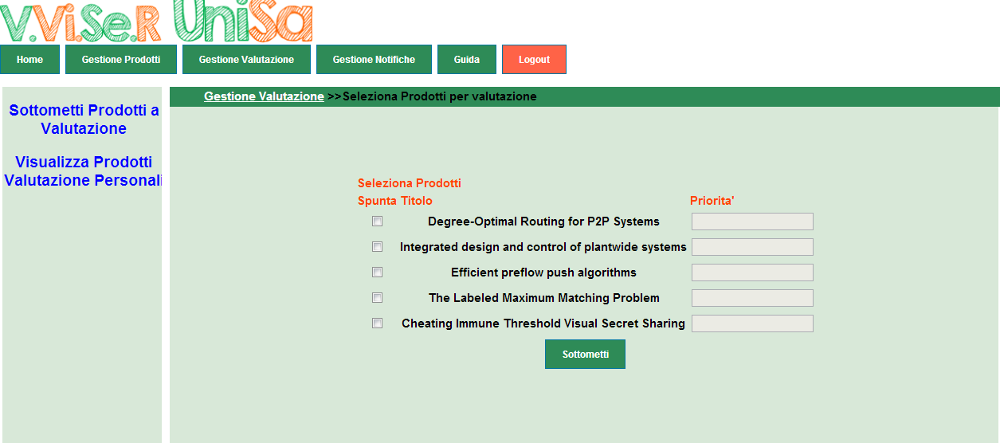 V.Vi.Se.R UniSa
Home Gestione Prodotti Gestione Valutazione Gestione Notifiche Guida Logout
Sottometti Prodotti a
Valutazione
Visualizza Prodotti
Valutazione Personali
Gestione Valutazione >>Seleziona Prodotti per valutazione
Seleziona Prodotti
Spunta Titolo Priorita'
Degree-Optimal Routing for P2P Systems
Integrated design and control of plantwide systems
Efficient preflow push algorithms
The Labeled Maximum Matching Problem
Cheating Immune Threshold Visual Secret Sharing
Sottometti